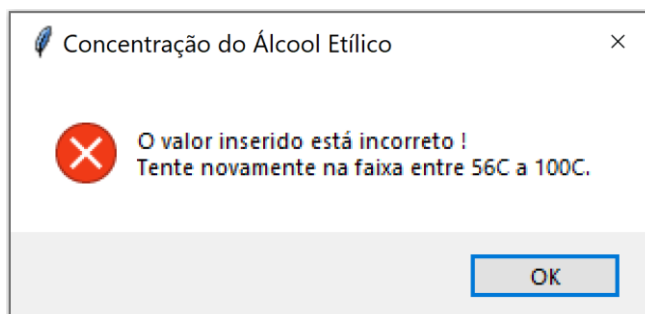 Concentração do Álcool Etílico
O valor inserido está incorreto !
Tente novamente na faixa entre 56C a 100C.
OK